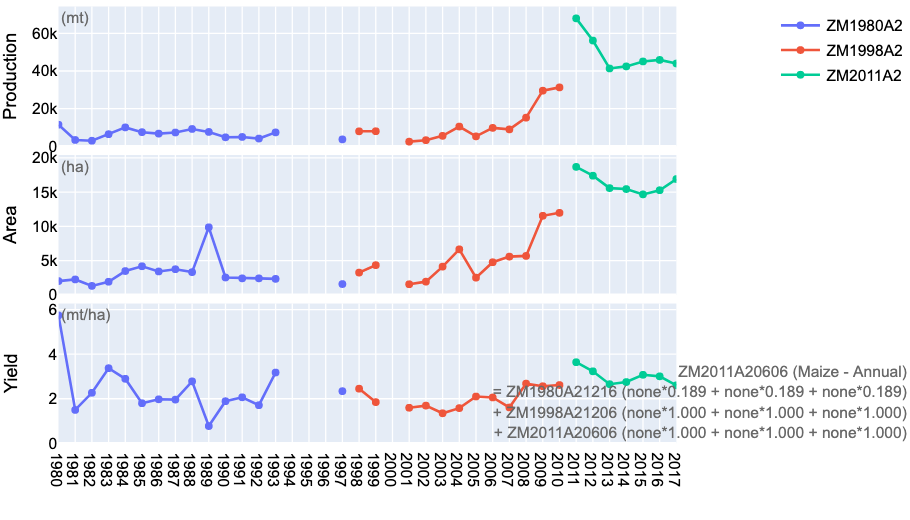 (mt)
60k
40k
20k
0
Production
ZM1980A2
ZM1998A2
ZM2011A2
(ha)
20k
15k
10k
5k
0
Area
(mt/ha)
6
4
2
0
Yield
ZM2011A20606 (Maize - Annual)
= ZM1980A21216 (none*0.189 + none*0.189 + none*0.189)
+ ZM1998A21206 (none*1.000 + none*1.000 + none*1.000)
+ ZM2011A20606 (none*1.000 + none*1.000 + none*1.000)
1980
1981
1982
1983
1984
1985
1986
1987
1988
1989
1990
1991
1992
1993
1994
1995
1996
1997
1998
1999
2000
2001
2002
2003
2004
2005
2006
2007
2008
2009
2010
2011
2012
2013
2014
2015
2016
2017